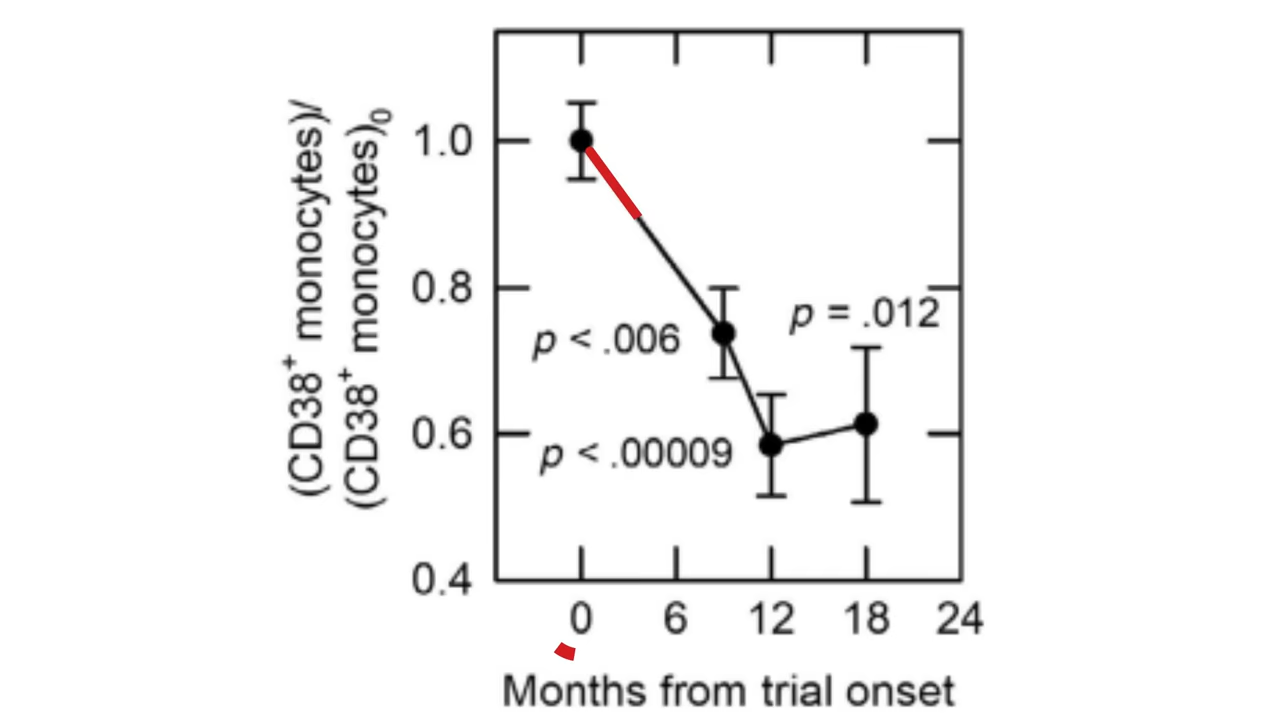 (CD38⁺ monocytes)/
(CD38⁺ monocytes)₀
1.0
0.8
p = .012
p < .006
0.6
p < .00009
0.4
0 6 12 18 24
Months from trial onset